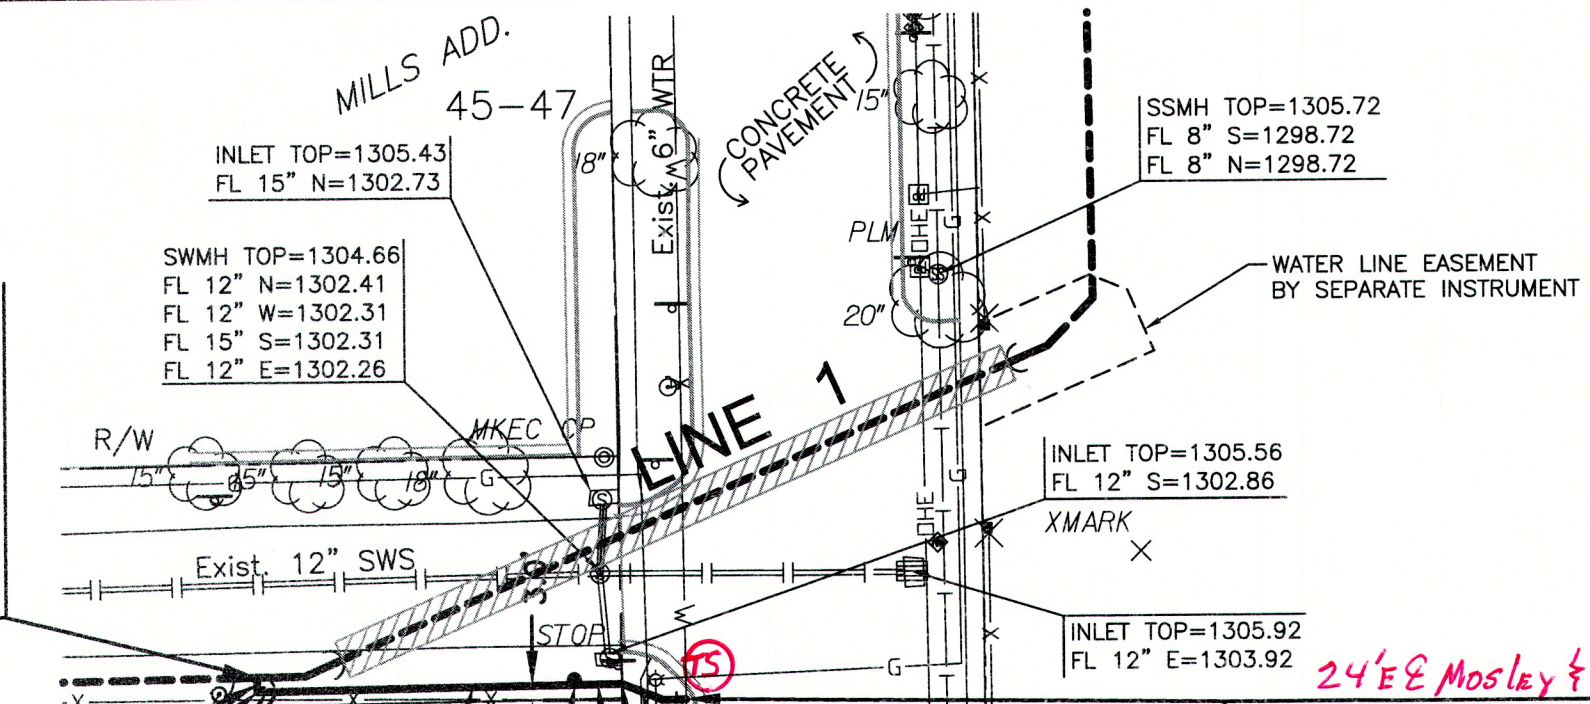 MILLS ADD.
45-47
INLET TOP=1305.43
FL 15" N=1302.73
SWMH TOP=1304.66
FL 12" N=1302.41
FL 12" W=1302.31
FL 15" S=1302.31
FL 12" E=1302.26
18"
Exist. 6" WTR
W
CONCRETE
PAVEMENT
15"
PLM
OHE
G
20"
SSMH TOP=1305.72
FL 8" S=1298.72
FL 8" N=1298.72
WATER LINE EASEMENT
BY SEPARATE INSTRUMENT
LINE 1
R/W
MKEC CP
15"
15"
15"
18"
G
G
Exist. 12" SWS
OHE
INLET TOP=1305.56
FL 12" S=1302.86
XMARK
STOP
W
TS
G
INLET TOP=1305.92
FL 12" E=1303.92
24'E & Mosley